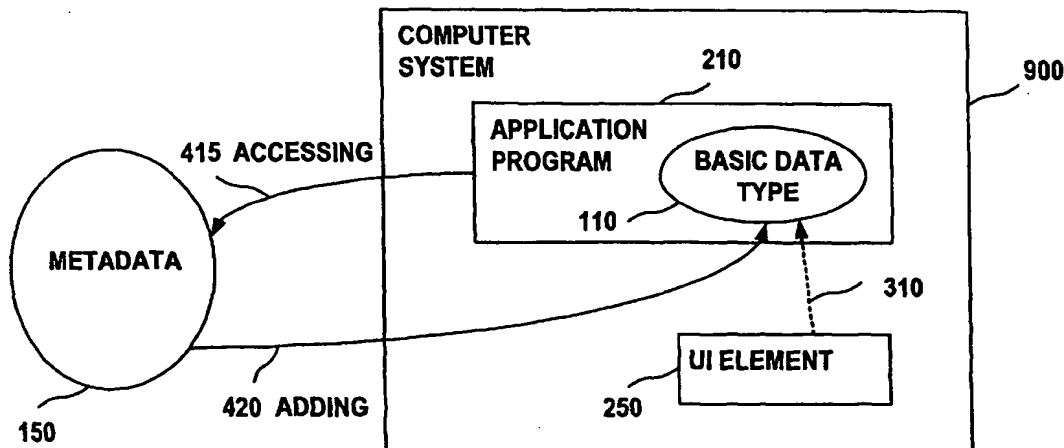 COMPUTER
SYSTEM
210
900
APPLICATION
PROGRAM
BASIC DATA
TYPE
415 ACCESSING
110
METADATA
310
UI ELEMENT
250
420 ADDING
150